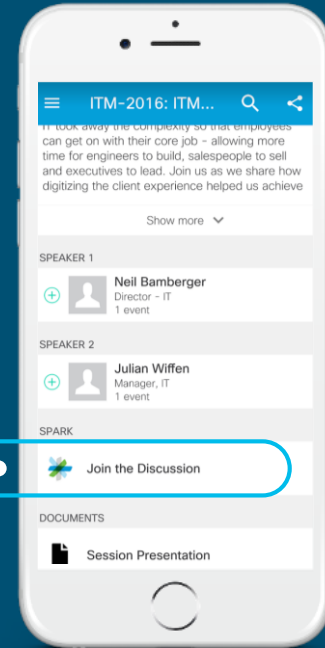 ITM-2016: ITM...
IT took away the complexity so that employees
can get on with their core job - allowing more
time for engineers to build, salespeople to sell
and executives to lead. Join us as we share how
digitizing the client experience helped us achieve
Show more
SPEAKER 1
Neil Bamberger
Director - IT
1 event
SPEAKER 2
Julian Wiffen
Manager, IT
1 event
SPARK
Join the Discussion
DOCUMENTS
Session Presentation